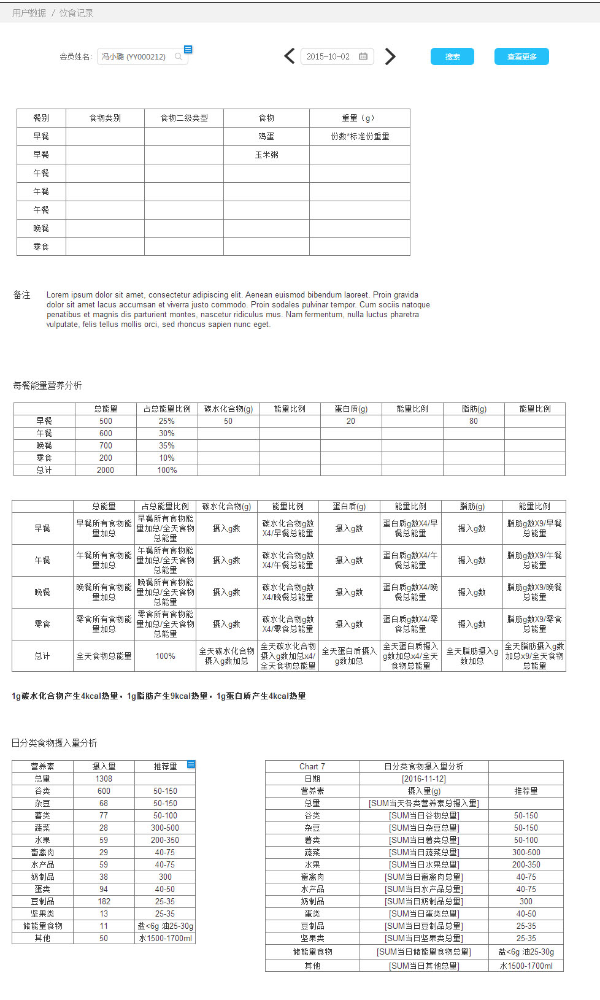 用户数据 / 饮食记录
会员姓名: 冯小璐 (YY000212) 2015-10-02 搜索 查看更多
餐别 食物类别 食物二级类型 食物 重量（g）
早餐 鸡蛋 份数*标准份重量
早餐 玉米粥
午餐
午餐
午餐
晚餐
零食
备注 Lorem ipsum dolor sit amet, consectetur adipiscing elit. Aenean euismod bibendum laoreet. Proin gravida
dolor sit amet lacus accumsan et viverra justo commodo. Proin sodales pulvinar tempor. Cum sociis natoque
penatibus et magnis dis parturient montes, nascetur ridiculus mus. Nam fermentum, nulla luctus pharetra
vulputate, felis tellus mollis orci, sed rhoncus sapien nunc eget.
每餐能量营养分析
总能量 占总能量比例 碳水化合物(g) 能量比例 蛋白质(g) 能量比例 脂肪(g) 能量比例
早餐 500 25% 50 20 80
午餐 600 30%
晚餐 700 35%
零食 200 10%
总计 2000 100%
总能量 占总能量比例 碳水化合物(g) 能量比例 蛋白质(g) 能量比例 脂肪(g) 能量比例
早餐 早餐所有食物能量加总 早餐所有食物能量加总/全天食物总能量 摄入g数 碳水化合物g数X4/早餐总能量 摄入g数 蛋白质g数X4/早餐总能量 摄入g数 脂肪g数X9/早餐总能量
午餐 午餐所有食物能量加总 午餐所有食物能量加总/全天食物总能量 摄入g数 碳水化合物g数X4/午餐总能量 摄入g数 蛋白质g数X4/午餐总能量 摄入g数 脂肪g数X9/午餐总能量
晚餐 晚餐所有食物能量加总 晚餐所有食物能量加总/全天食物总能量 摄入g数 碳水化合物g数X4/晚餐总能量 摄入g数 蛋白质g数X4/晚餐总能量 摄入g数 脂肪g数X9/晚餐总能量
零食 零食所有食物能量加总 零食所有食物能量加总/全天食物总能量 摄入g数 碳水化合物g数X4/零食总能量 摄入g数 蛋白质g数X4/零食总能量 摄入g数 脂肪g数X9/零食总能量
总计 全天食物总能量 100% 全天碳水化合物摄入g数加总 全天碳水化合物摄入g数加总x4/全天食物总能量 全天蛋白质摄入g数加总 全天蛋白质摄入g数加总x4/全天食物总能量 全天脂肪摄入g数加总 全天脂肪摄入g数加总x9/全天食物总能量
1g碳水化合物产生4kcal热量，1g脂肪产生9kcal热量，1g蛋白质产生4kcal热量
日分类食物摄入量分析
营养素 摄入量 推荐量
总量 1308
谷类 600 50-150
杂豆 68 50-150
薯类 77 50-100
蔬菜 28 300-500
水果 59 200-350
畜禽肉 29 40-75
水产品 59 40-75
奶制品 38 300
蛋类 94 40-50
豆制品 182 25-35
坚果类 13 25-35
储能量食物 11 盐<6g 油25-30g
其他 50 水1500-1700ml
Chart 7 日分类食物摄入量分析
日期 [2016-11-12]
营养素 摄入量(g) 推荐量
总量 [SUM当天各类营养素总摄入量]
谷类 [SUM当日谷物总量] 50-150
杂豆 [SUM当日杂豆总量] 50-150
薯类 [SUM当日薯类总量] 50-100
蔬菜 [SUM当日蔬菜总量] 300-500
水果 [SUM当日水果总量] 200-350
畜禽肉 [SUM当日畜禽肉总量] 40-75
水产品 [SUM当日水产品总量] 40-75
奶制品 [SUM当日奶制品总量] 300
蛋类 [SUM当日蛋类总量] 40-50
豆制品 [SUM当日豆制品总量] 25-35
坚果类 [SUM当日坚果类总量] 25-35
储能量食物 [SUM当日储能量食物总量] 盐<6g 油25-30g
其他 [SUM当日其他总量] 水1500-1700ml